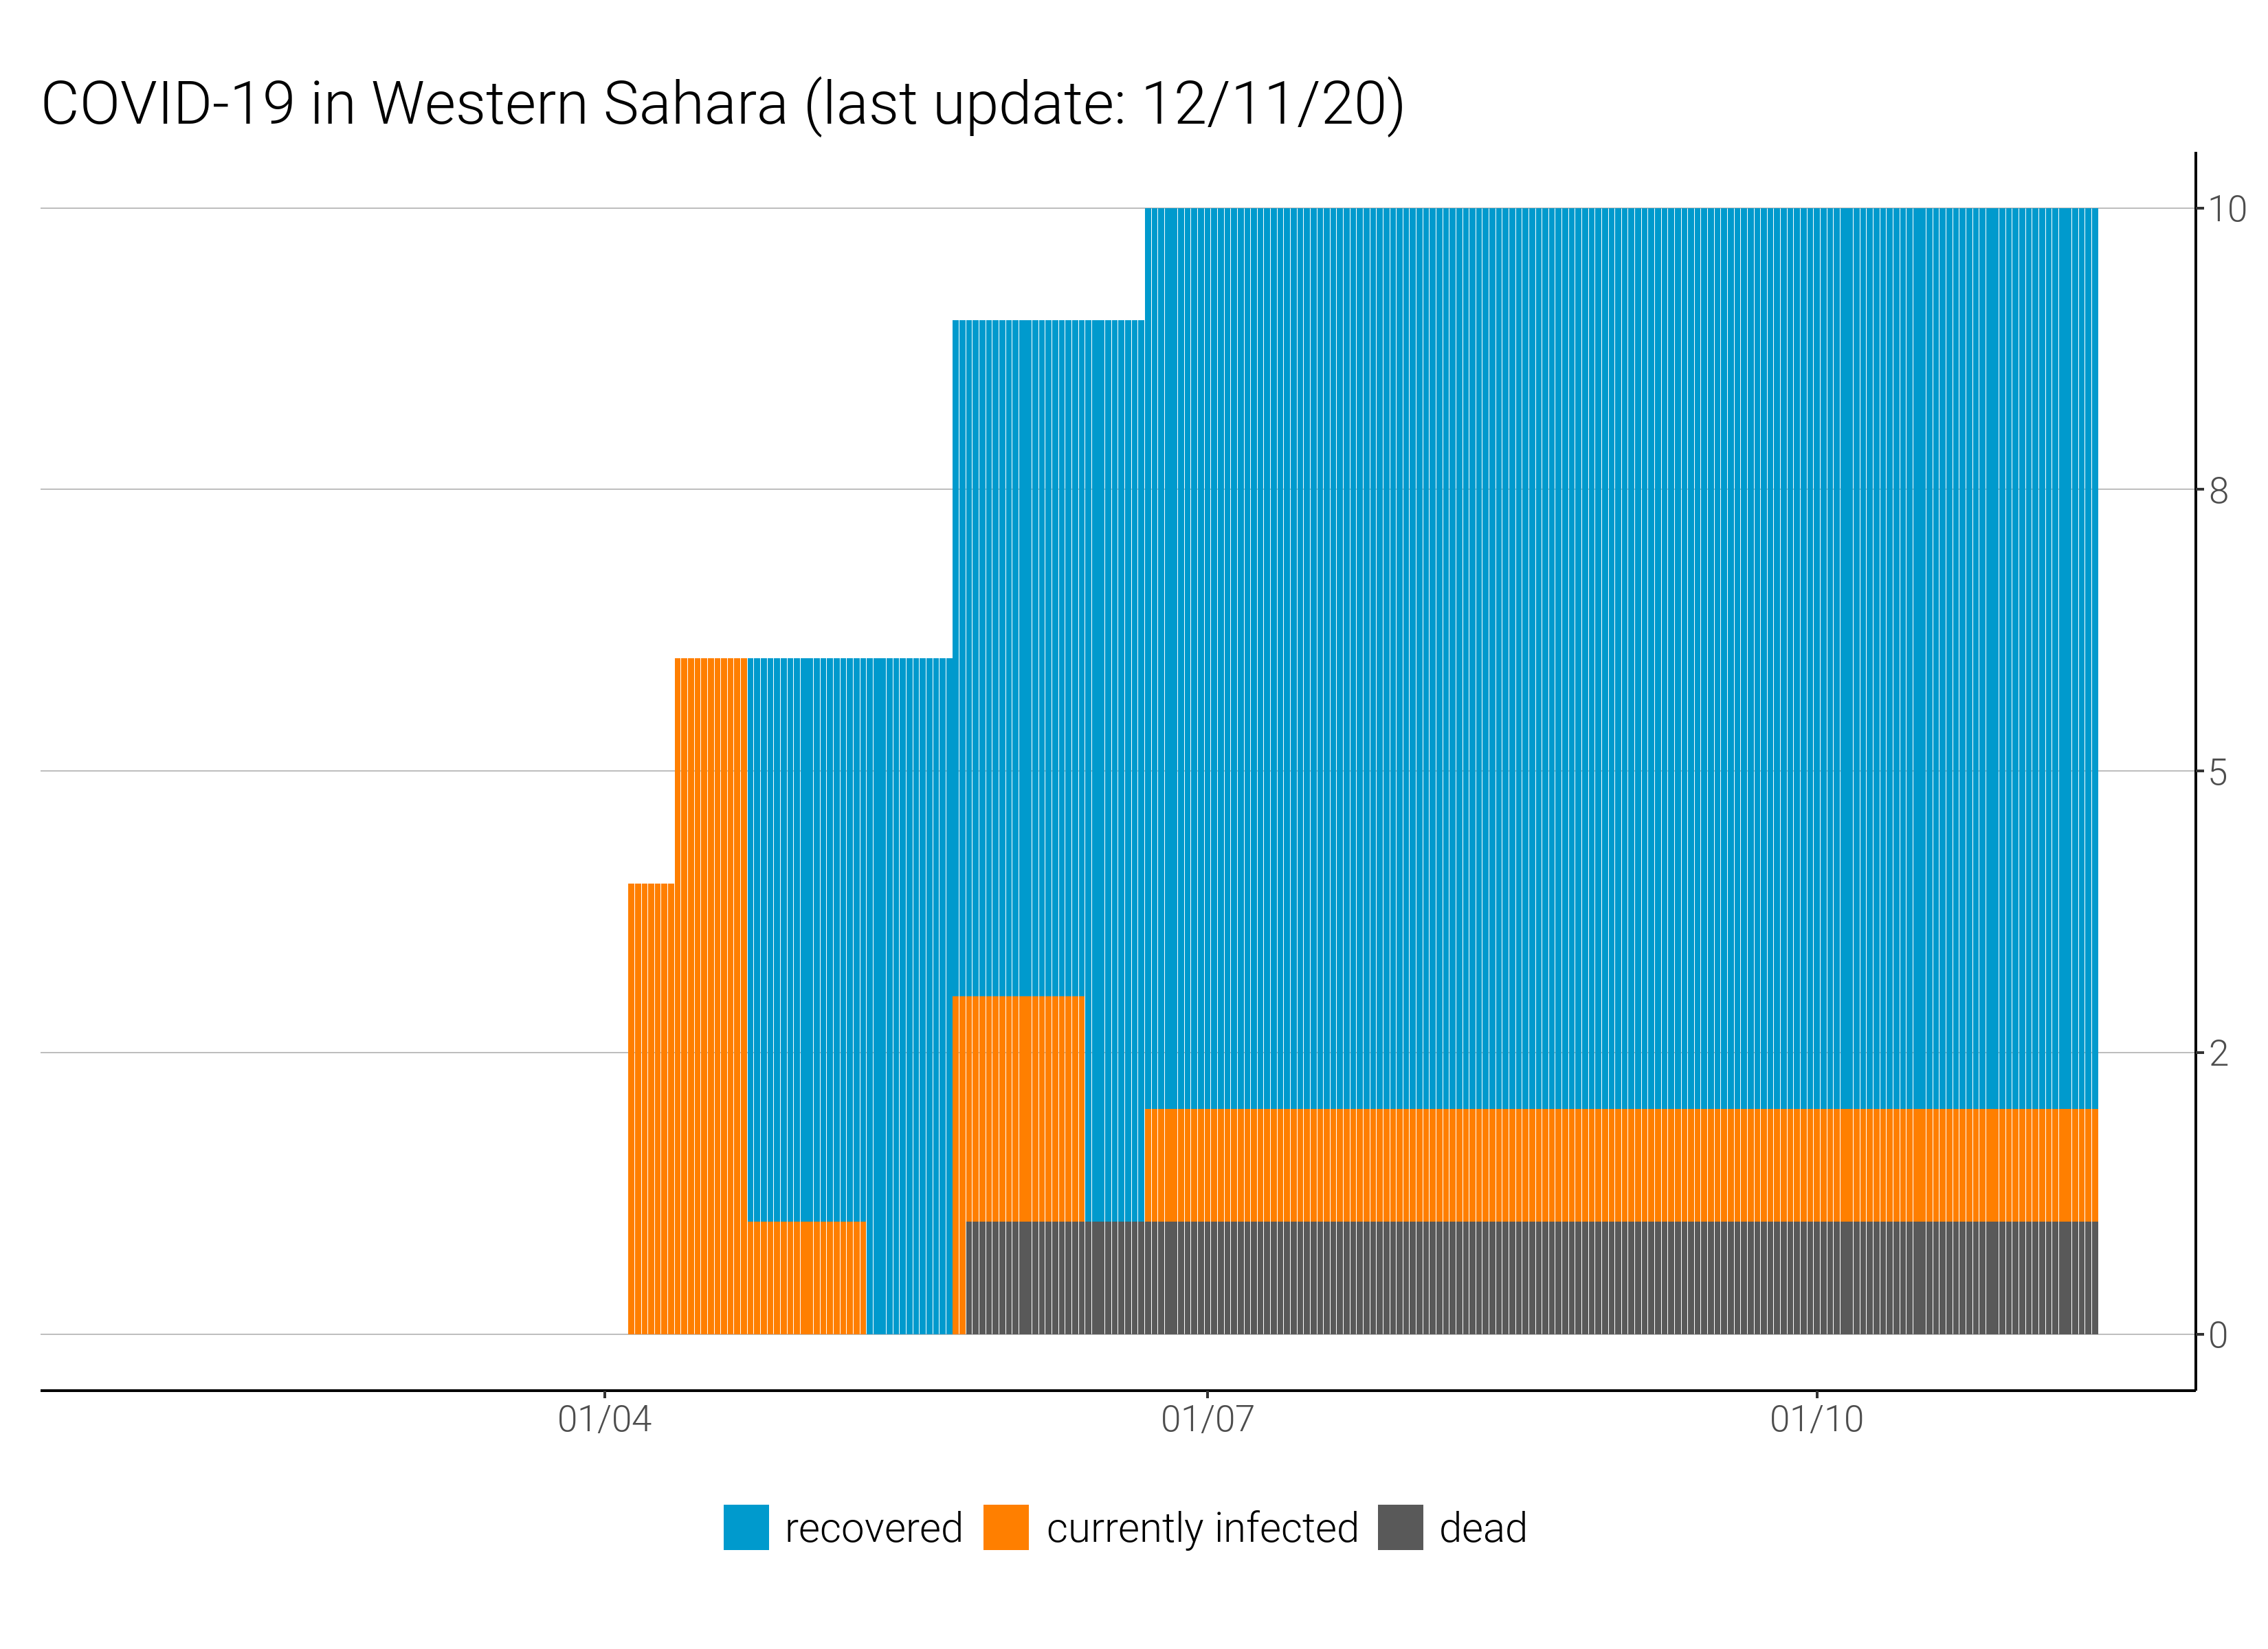 COVID-19 in Western Sahara (last update: 12/11/20)
10
8
5
2
0
01/04 01/07 01/10
recovered currently infected dead